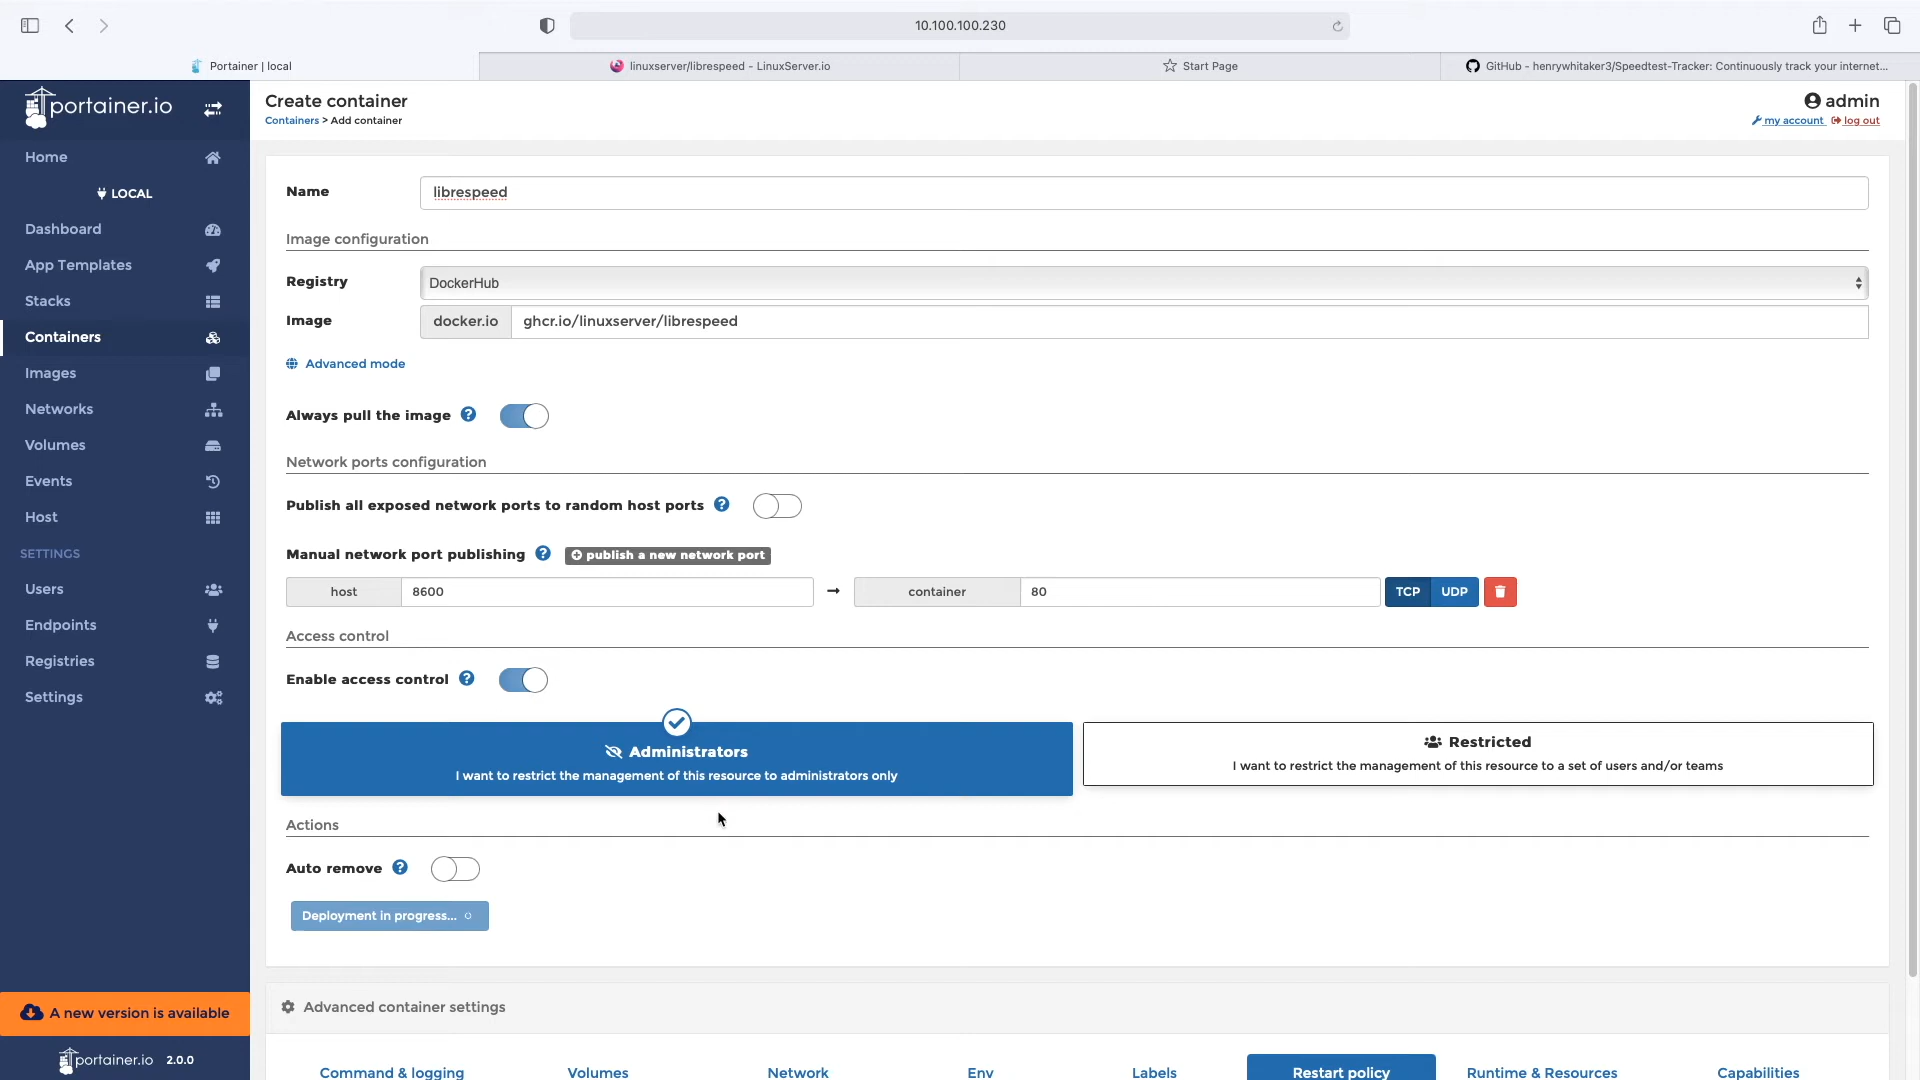 10.100.100.230
Portainer | local
linuxserver/librespeed - LinuxServer.io
Start Page
GitHub - henrywhitaker3/Speedtest-Tracker: Continuously track your internet...
portainer.io
Home
LOCAL
Dashboard
App Templates
Stacks
Containers
Images
Networks
Volumes
Events
Host
SETTINGS
Users
Endpoints
Registries
Settings
A new version is available
portainer.io 2.0.0
Create container
Containers > Add container
admin
my account log out
Name
librespeed
Image configuration
Registry
DockerHub
Image
docker.io
ghcr.io/linuxserver/librespeed
Advanced mode
Always pull the image
Network ports configuration
Publish all exposed network ports to random host ports
Manual network port publishing
publish a new network port
host
8600
container
80
TCP
UDP
Access control
Enable access control
Administrators
I want to restrict the management of this resource to administrators only
Restricted
I want to restrict the management of this resource to a set of users and/or teams
Actions
Auto remove
Deployment in progress...
Advanced container settings
Command & logging
Volumes
Network
Env
Labels
Restart policy
Runtime & Resources
Capabilities